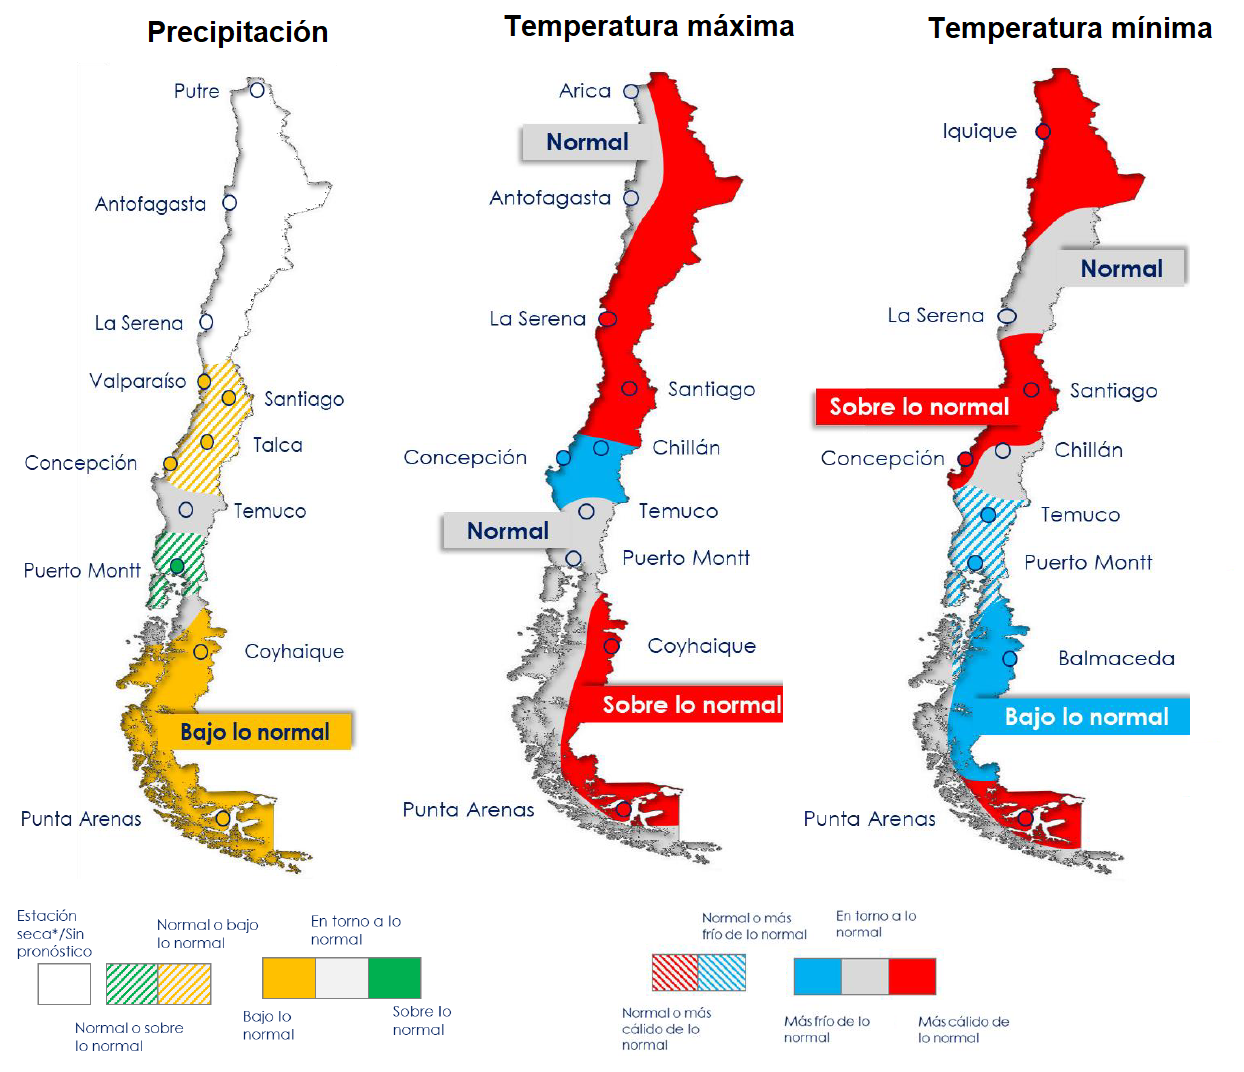 Precipitación
Putre
Antofagasta
La Serena
Valparaíso
Santiago
Talca
Concepción
Temuco
Puerto Montt
Coyhaique
Bajo lo normal
Punta Arenas
Temperatura máxima
Arica
Normal
Antofagasta
La Serena
Santiago
Chillán
Concepción
Temuco
Normal
Puerto Montt
Coyhaique
Sobre lo normal
Punta Arenas
Temperatura mínima
Iquique
Normal
La Serena
Santiago
Sobre lo normal
Chillán
Concepción
Temuco
Puerto Montt
Balmaceda
Bajo lo normal
Punta Arenas
Estación
seca*/Sin
pronóstico
Normal o bajo
lo normal
En torno a lo
normal
Normal o sobre
lo normal
Bajo lo
normal
Sobre lo
normal
Normal o más
frío de lo normal
En torno a lo
normal
Normal o más
cálido de lo
normal
Más frío de lo
normal
Más cálido de
lo normal